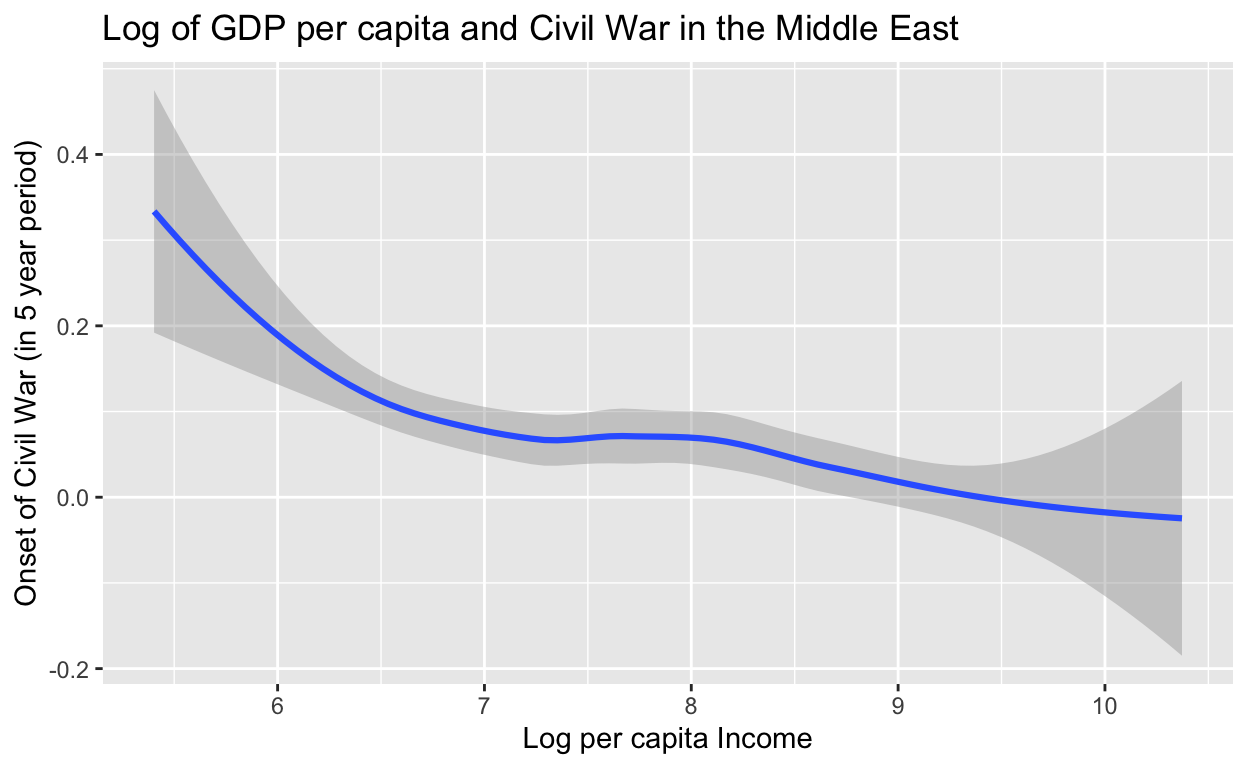 Log of GDP per capita and Civil War in the Middle East
Onset of Civil War (in 5 year period)
0.4
0.2
0.0
-0.2
6 7 8 9 10
Log per capita Income